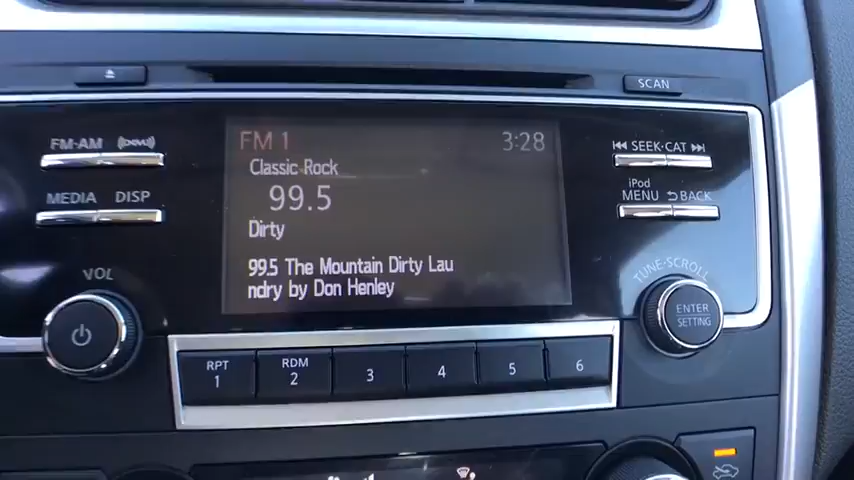 SCAN
FM·AM
SEEK·CAT
MEDIA DISP
iPod
MENU BACK
FM 1 3:28
Classic Rock
99.5
Dirty
99.5 The Mountain Dirty Lau
ndry by Don Henley
VOL
TUNE·SCROLL
ENTER
SETTING
RPT
1
RDM
2
3
4
5
6